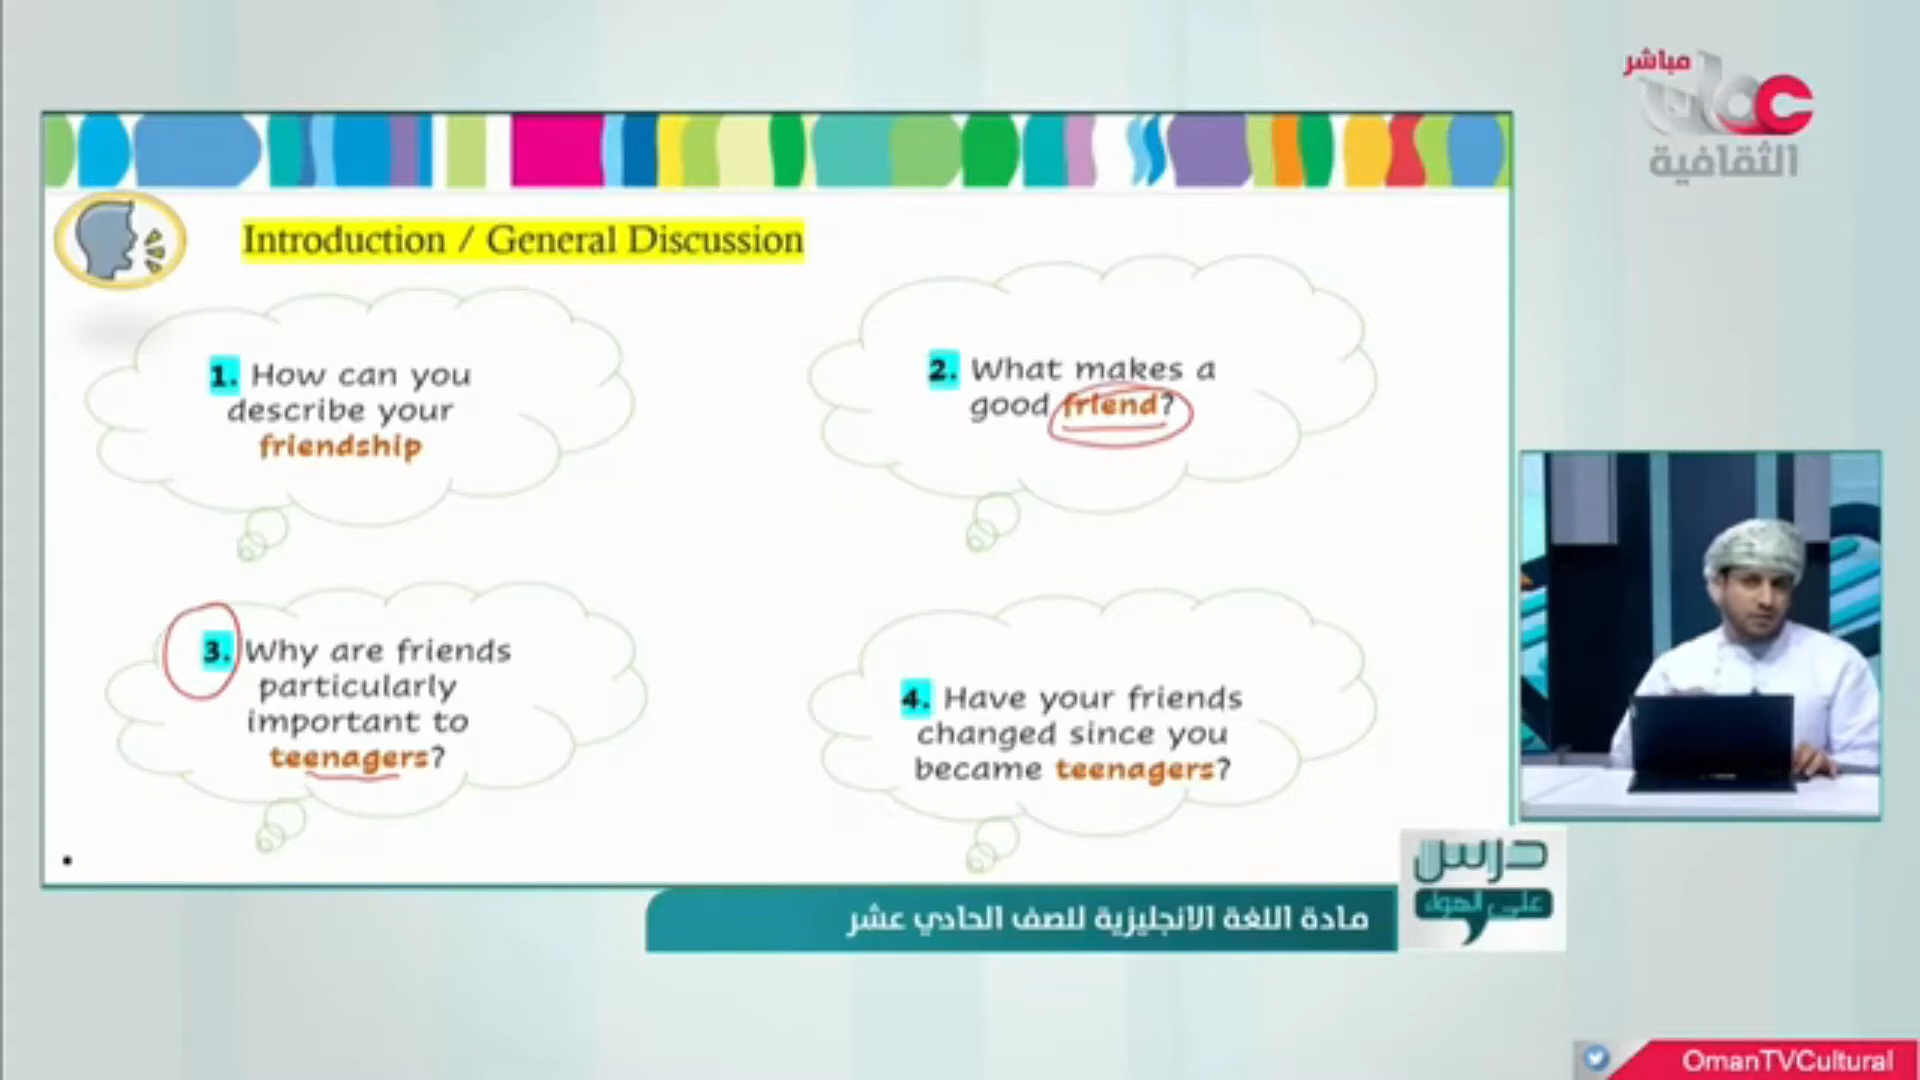 مباشر
الثقافية
Introduction / General Discussion
1. How can you
describe your
friendship
2. What makes a
good friend?
3. Why are friends
particularly
important to
teenagers?
4. Have your friends
changed since you
became teenagers?
درس
على الهواء
مادة اللغة الانجليزية للصف الحادي عشر
OmanTVCultural